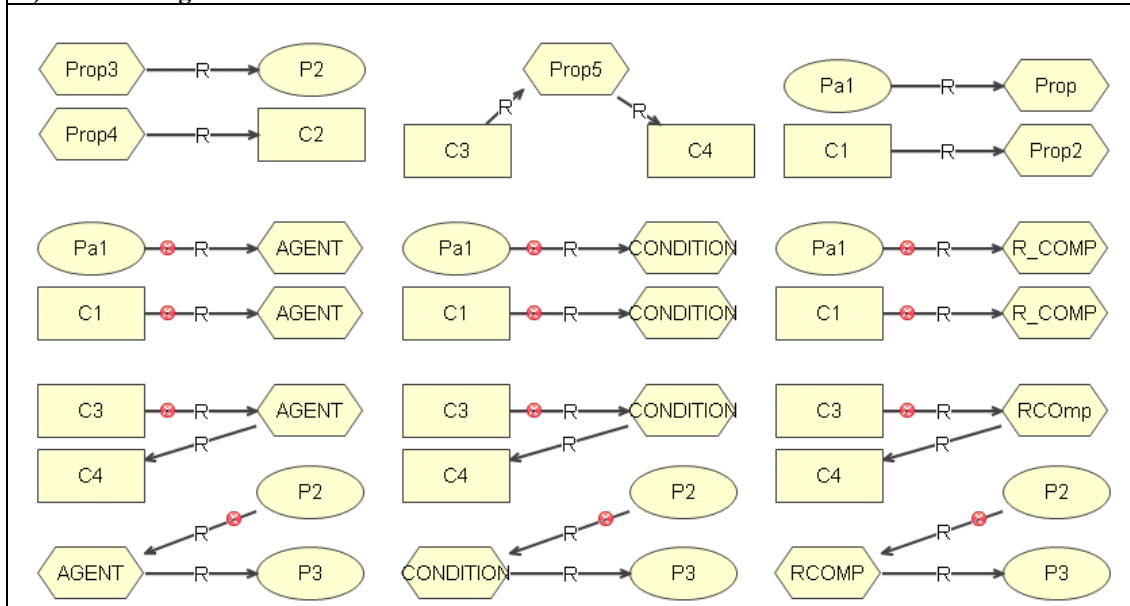 Prop3 R P2
Prop5
Pa1 R Prop
Prop4 R C2
R R
C3 C4
C1 R Prop2
Pa1 R AGENT Pa1 R CONDITION Pa1 R R_COMP
C1 R AGENT C1 R CONDITION C1 R R_COMP
C3 R AGENT C3 R CONDITION C3 R RCOmp
R R R
C4 C4 C4
P2 P2 P2
R R R
AGENT R P3 CONDITION R P3 RCOMP R P3